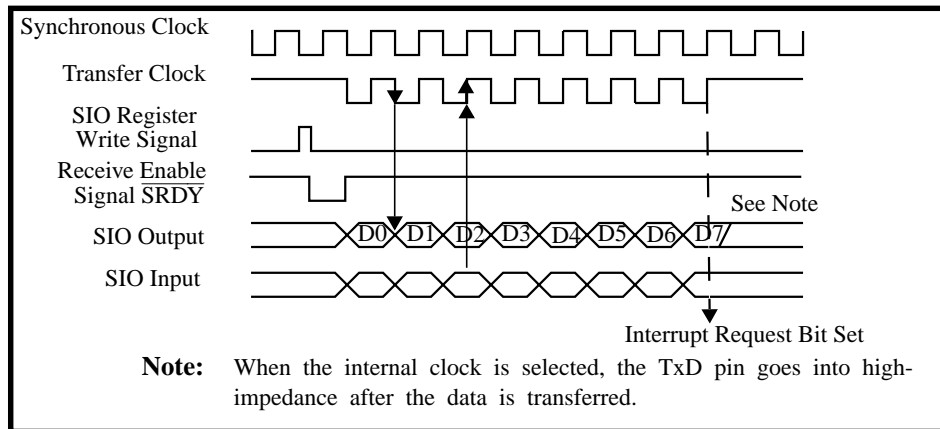 Synchronous Clock
Transfer Clock
SIO Register
Write Signal
Receive Enable
Signal SRDY
See Note
SIO Output
D0 D1 D2 D3 D4 D5 D6 D7
SIO Input
Interrupt Request Bit Set
Note: When the internal clock is selected, the TxD pin goes into high-
impedance after the data is transferred.